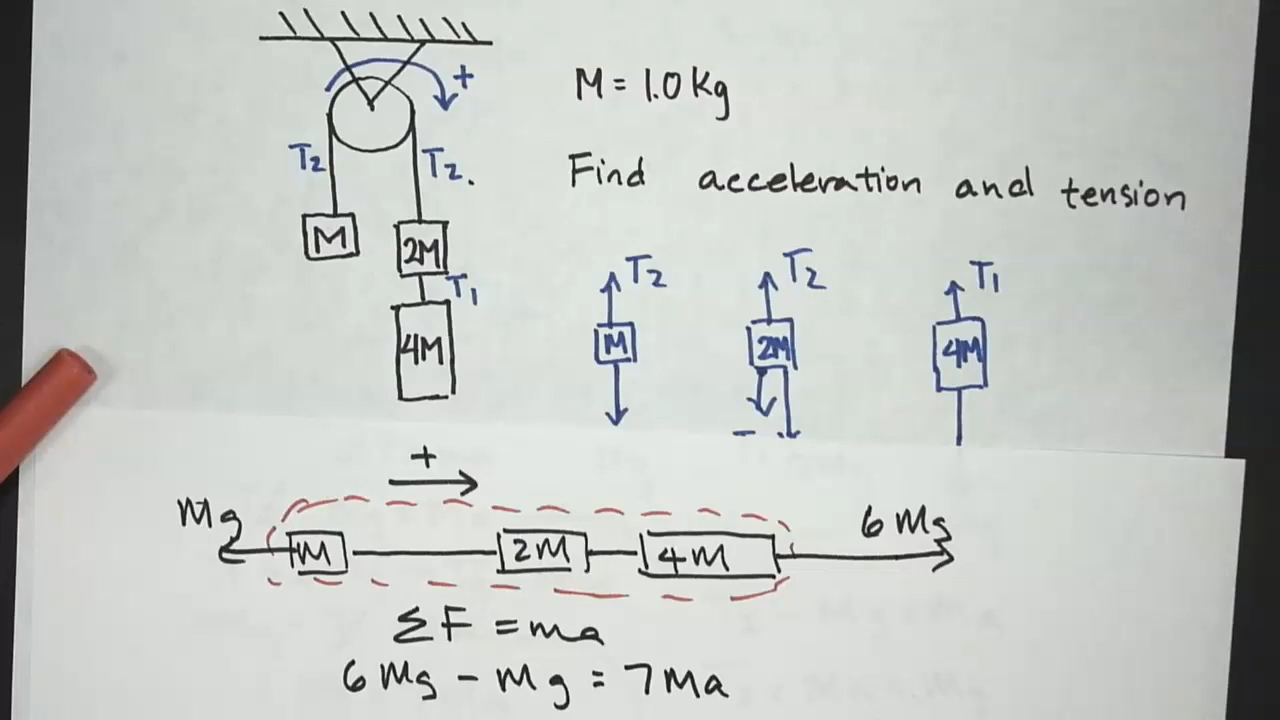 +
M = 1.0 Kg
T2 T2.
Find acceleration and tension
M 2M
T1
4M
T2 T2 T1
M 2M 4M
+
Mg 6Mg
M 2M 4M
ΣF = ma
6Mg - Mg = 7Ma